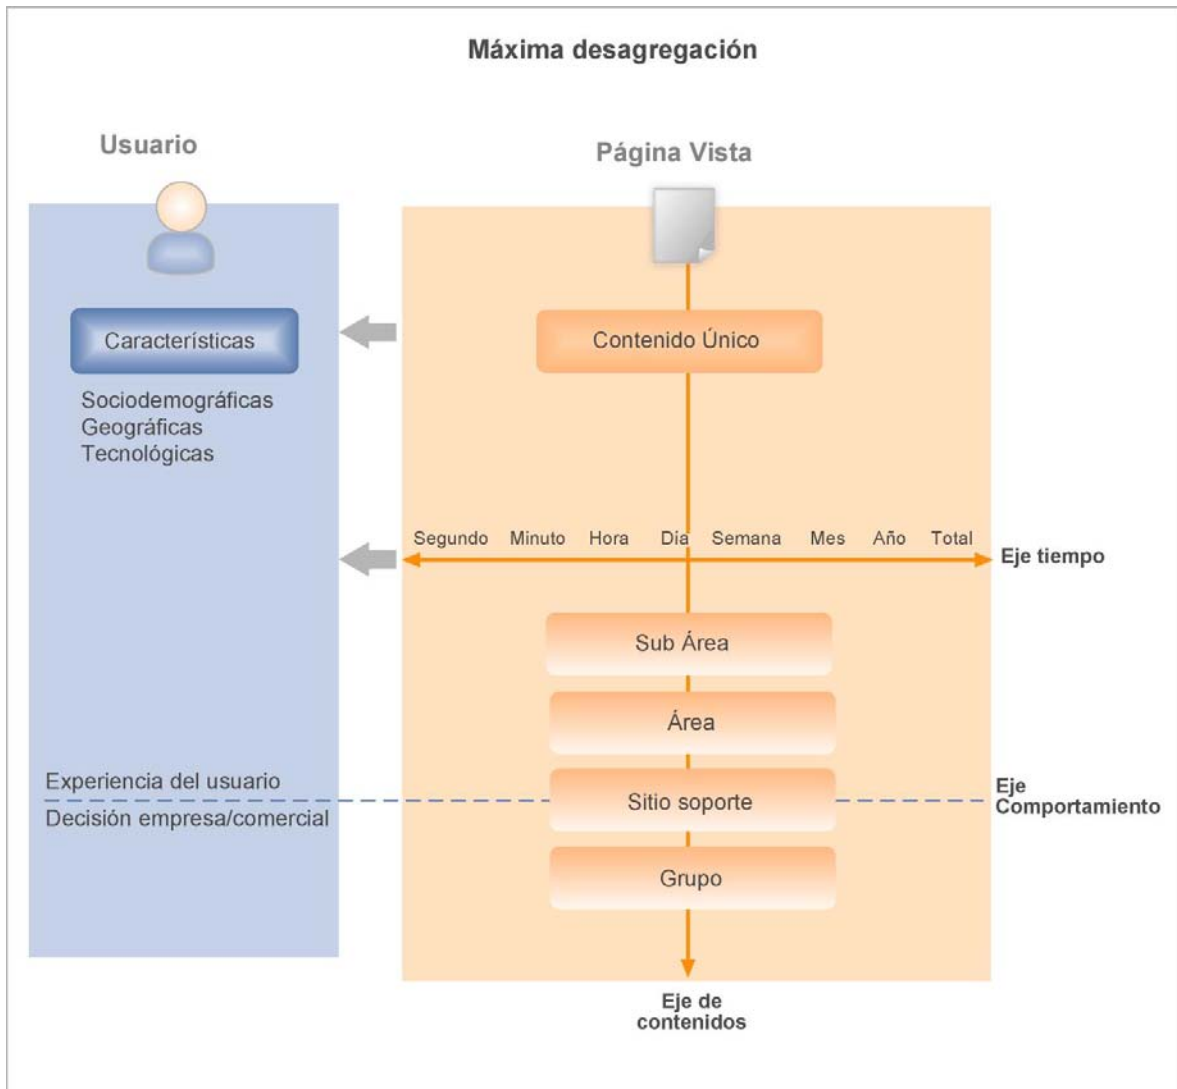 Máxima desagregación
Usuario
Página Vista
Características
Sociodemográficas
Geográficas
Tecnológicas
Contenido Único
Segundo Minuto Hora Dia Semana Mes Año Total
Eje tiempo
Sub Área
Área
Experiencia del usuario
Decisión empresa/comercial
Sitio soporte
Eje
Comportamiento
Grupo
Eje de
contenidos